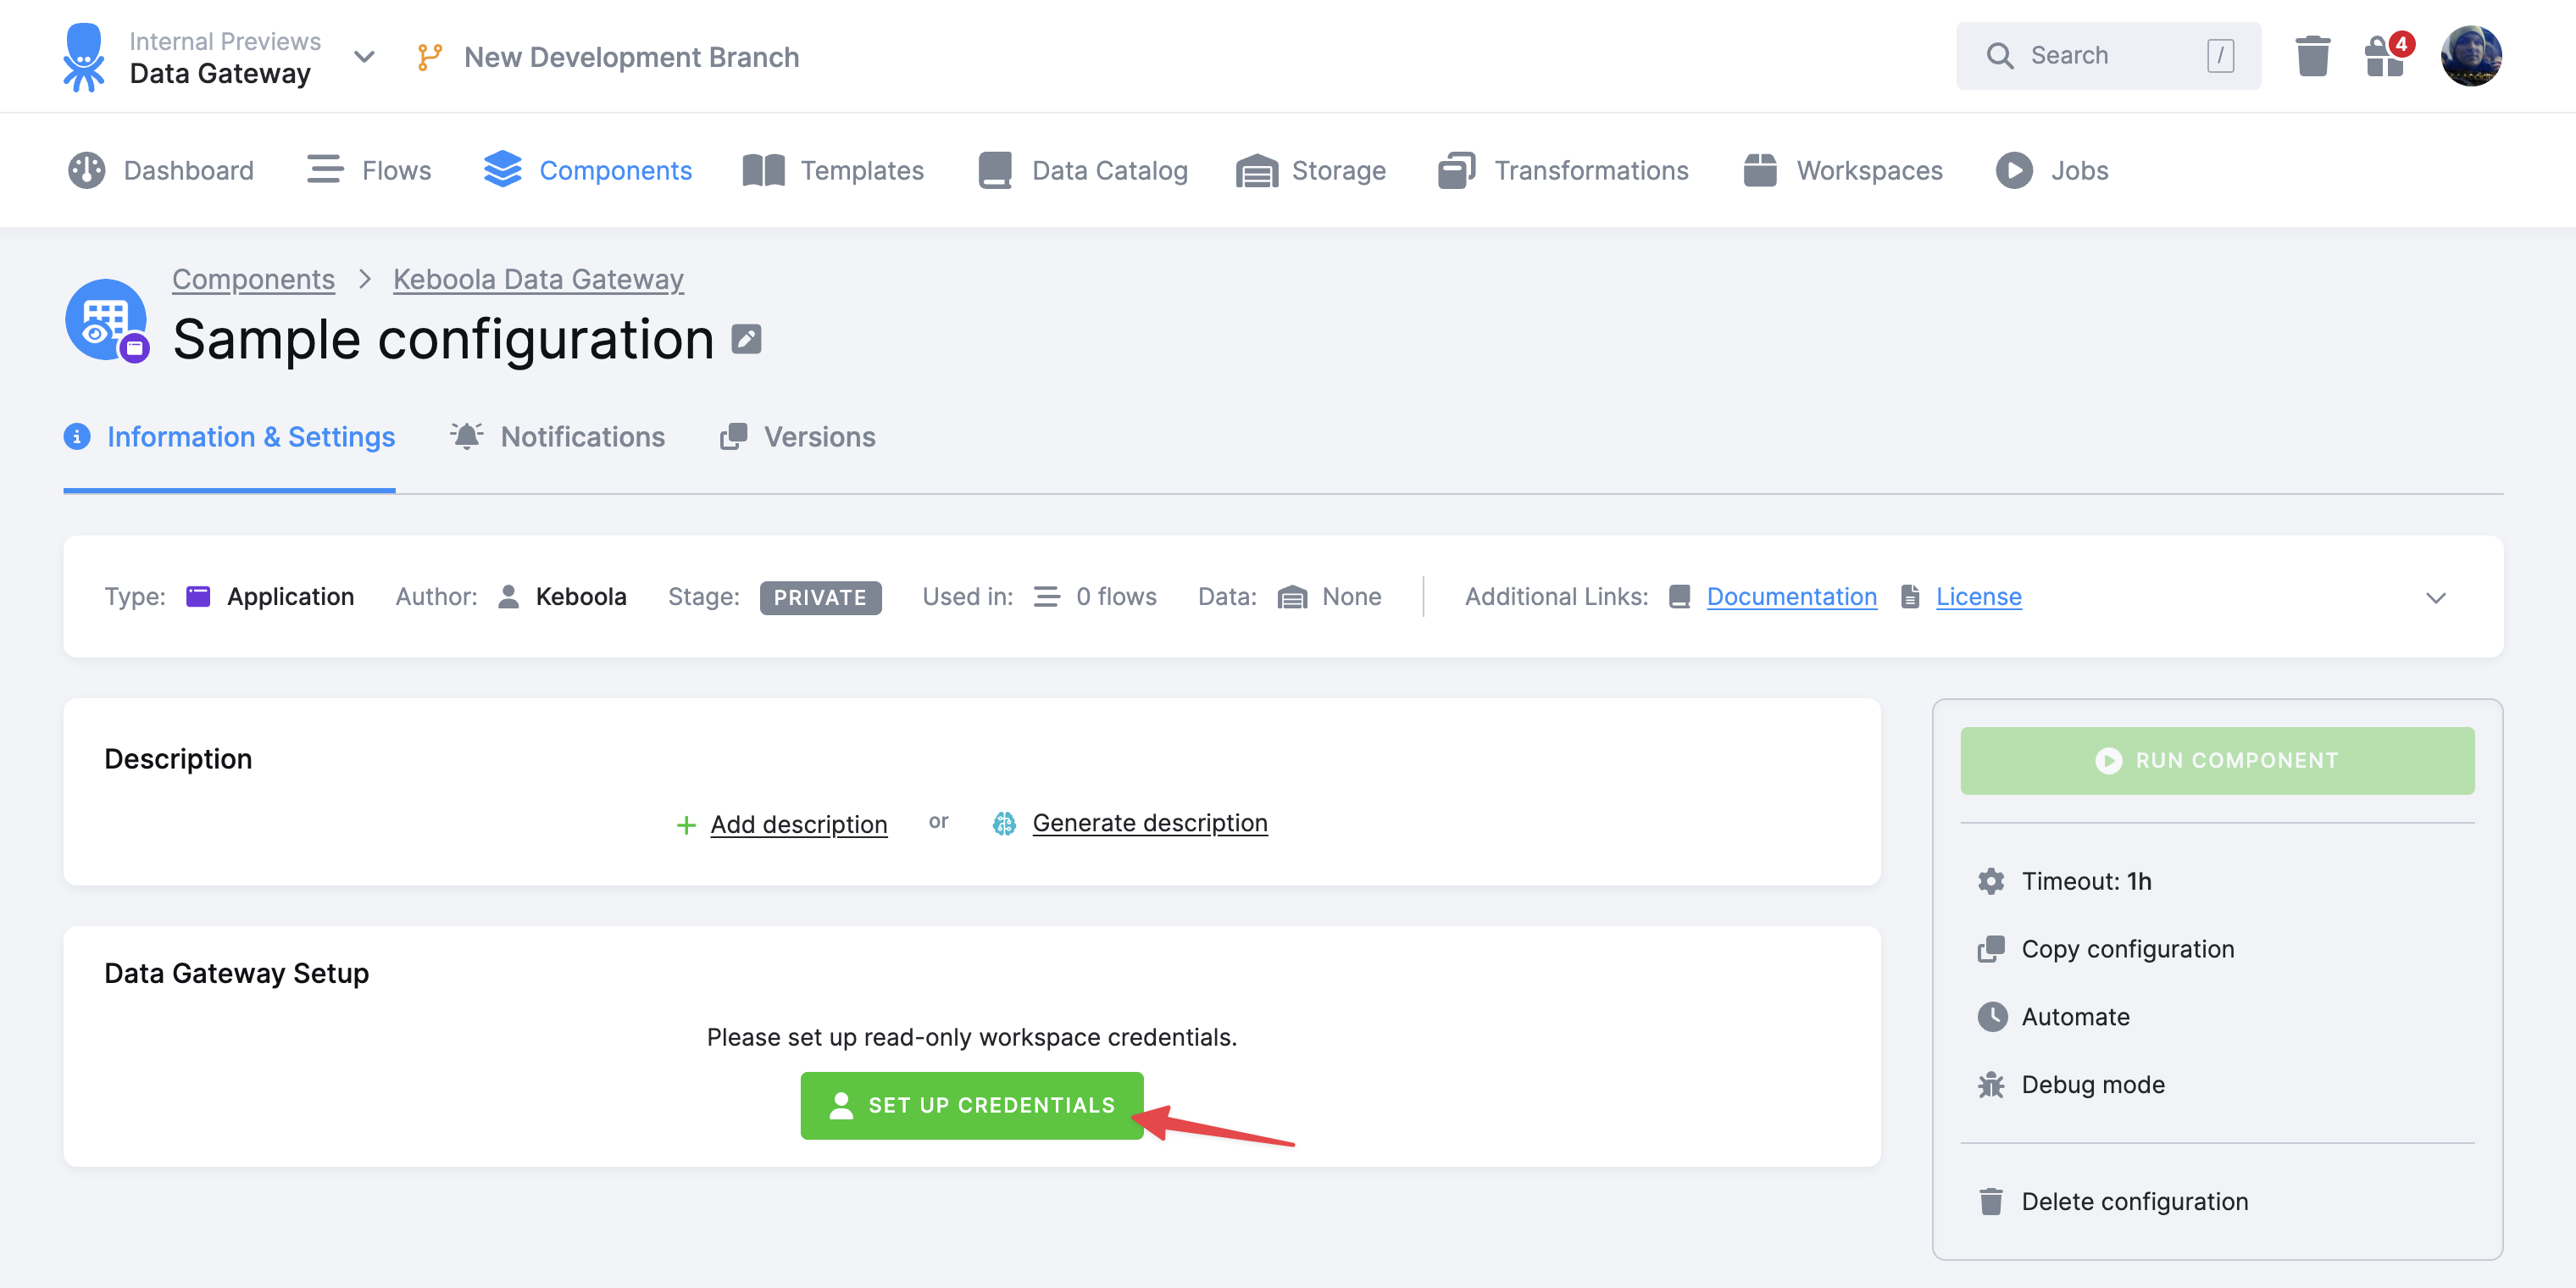 Internal Previews
Data Gateway
New Development Branch
Search /
4
Dashboard Flows Components Templates Data Catalog Storage Transformations Workspaces Jobs
Components > Keboola Data Gateway
Sample configuration
Information & Settings Notifications Versions
Type: Application Author: Keboola Stage: PRIVATE Used in: 0 flows Data: None Additional Links: Documentation License
Description
Add description or Generate description
Data Gateway Setup
Please set up read-only workspace credentials.
SET UP CREDENTIALS
RUN COMPONENT
Timeout: 1h
Copy configuration
Automate
Debug mode
Delete configuration